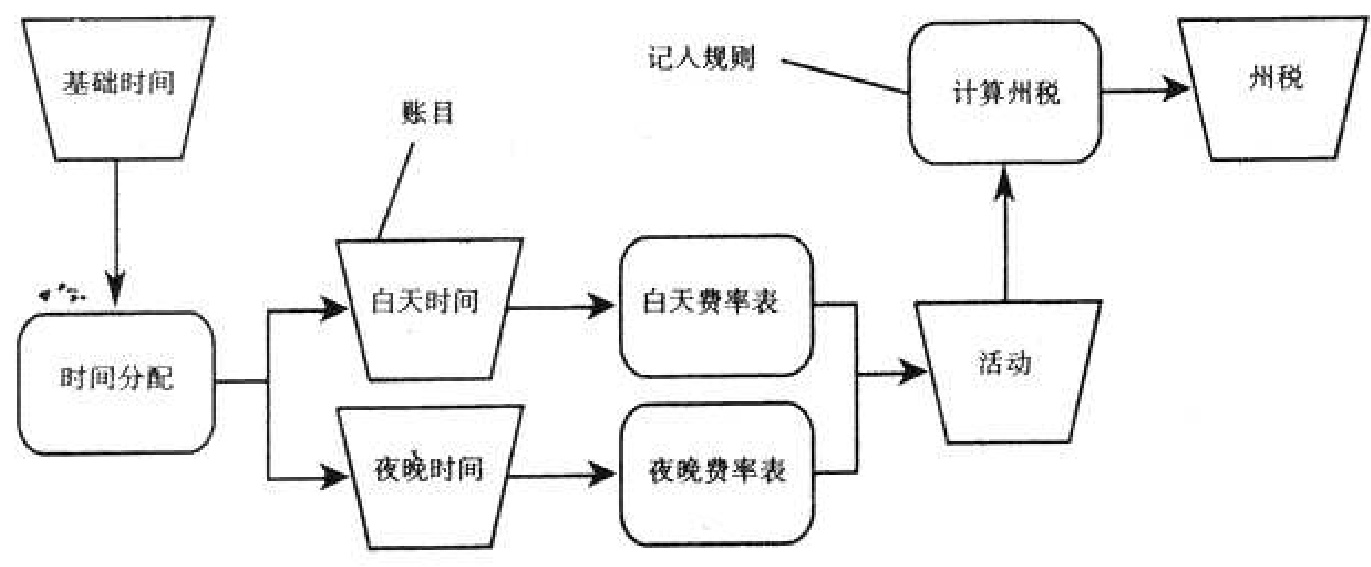 基础时间
账目
记人规则
计算州税
州税
时间分配
白天时间
白天费率表
活动
夜晚时间
夜晚费率表